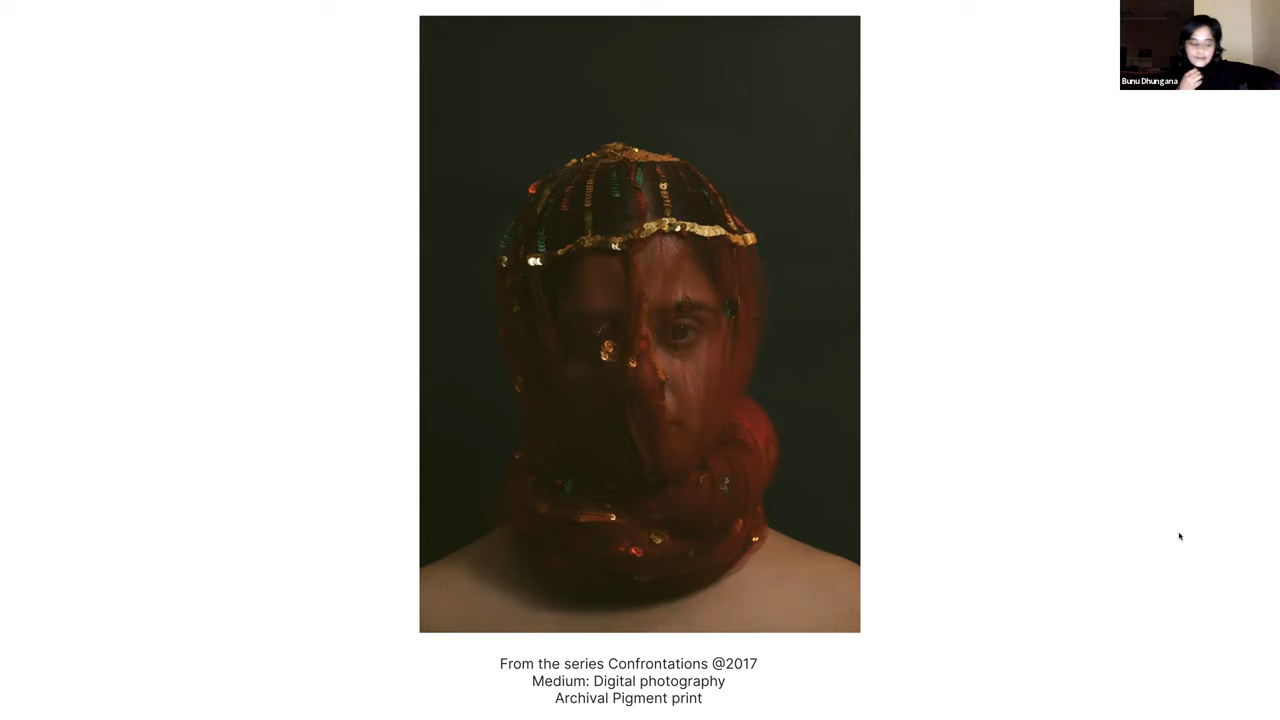 Bunu Dhungana
From the series Confrontations @2017
Medium: Digital photography
Archival Pigment print